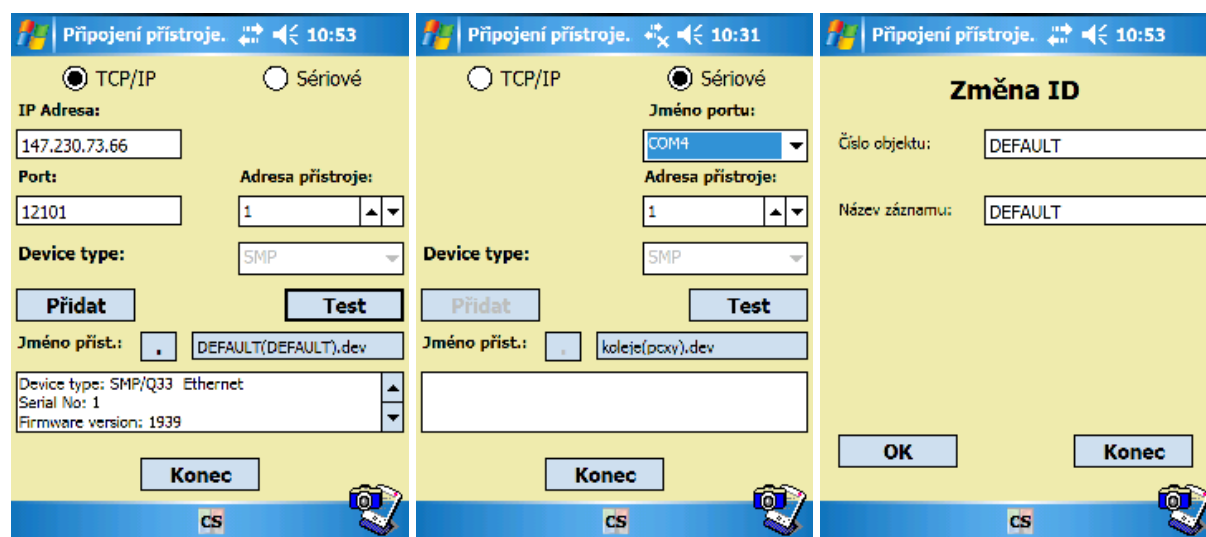 Připojení přístroje. 10:53
TCP/IP Sériové
IP Adresa:
147.230.73.66
Port: Adresa přístroje:
12101 1
Device type: SMP
Přidat Test
Jméno příst.: . DEFAULT(DEFAULT).dev
Device type: SMP/Q33 Ethernet
Serial No: 1
Firmware version: 1939
Konec
cs
Připojení přístroje. 10:31
TCP/IP Sériové
Jméno portu:
COM4
Adresa přístroje:
1
Device type: SMP
Přidat Test
Jméno příst.: . koleje(pcxy).dev
Konec
cs
Připojení přístroje. 10:53
Změna ID
Číslo objektu: DEFAULT
Název záznamu: DEFAULT
OK Konec
cs